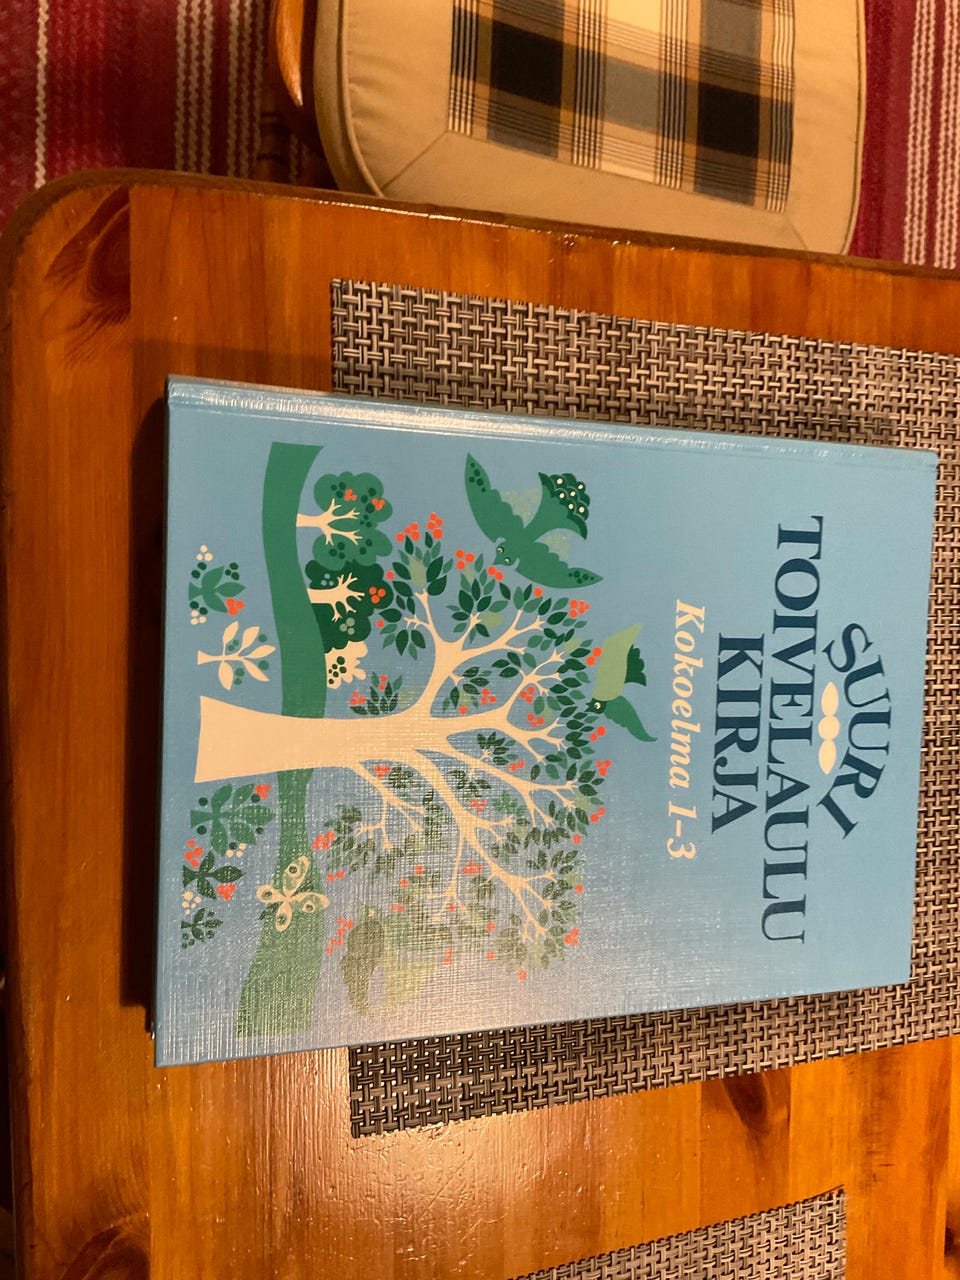 SUURI
TOIVELAULU
KIRJA
Kokoelma 1–3